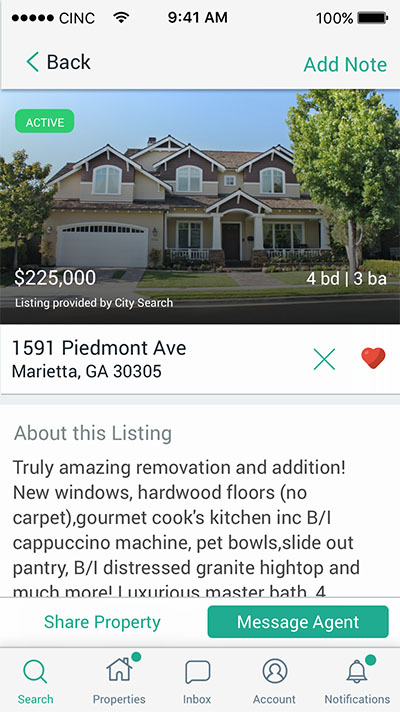 CINC 9:41 AM 100%
Back Add Note
ACTIVE
$225,000 4 bd | 3 ba
Listing provided by City Search
1591 Piedmont Ave
Marietta, GA 30305
About this Listing
Truly amazing removation and addition!
New windows, hardwood floors (no
carpet),gourmet cook's kitchen inc B/I
cappuccino machine, pet bowls,slide out
pantry, B/I distressed granite hightop and
much more! Luxurious master bath, 4
Share Property Message Agent
Search Properties Inbox Account Notifications